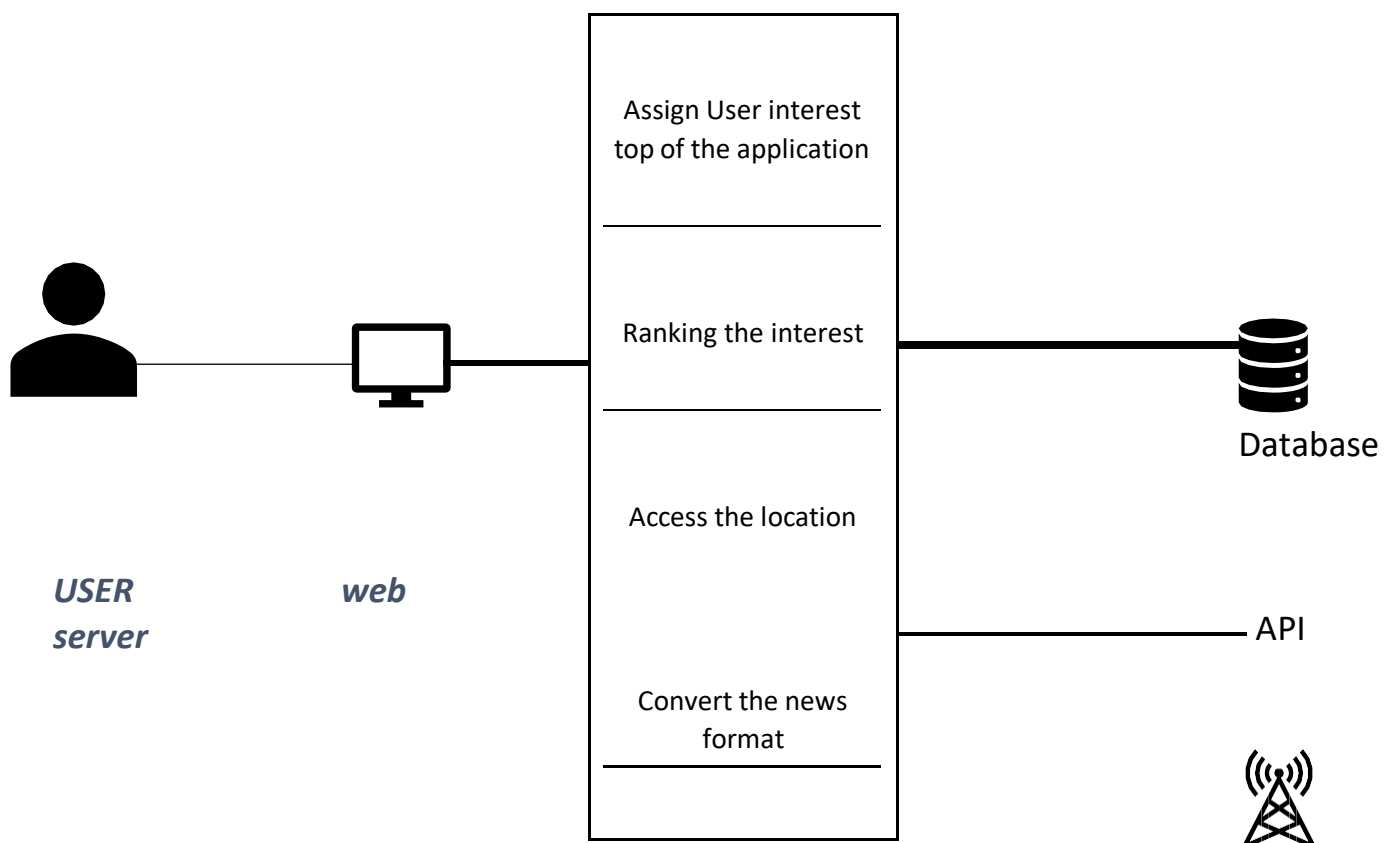 Assign User interest
top of the application
Ranking the interest
Database
Access the location
USER web
server
API
Convert the news
format